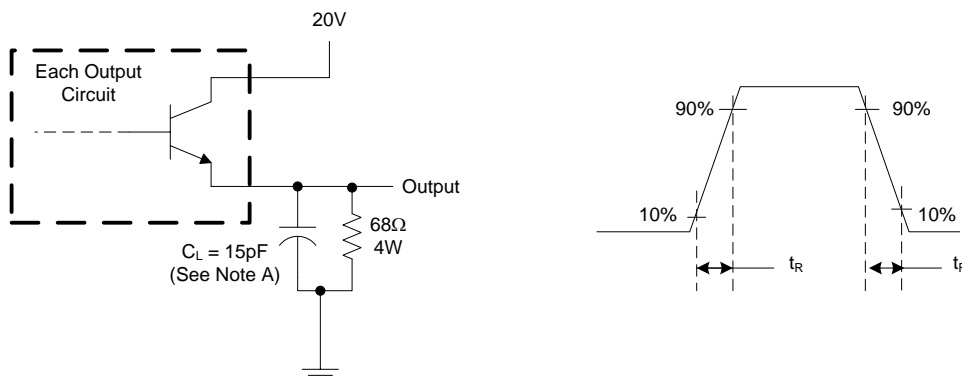 20V
Each Output
Circuit
Output
68Ω
4W
C_L = 15pF
(See Note A)
90%
90%
10%
10%
t_R
t_F